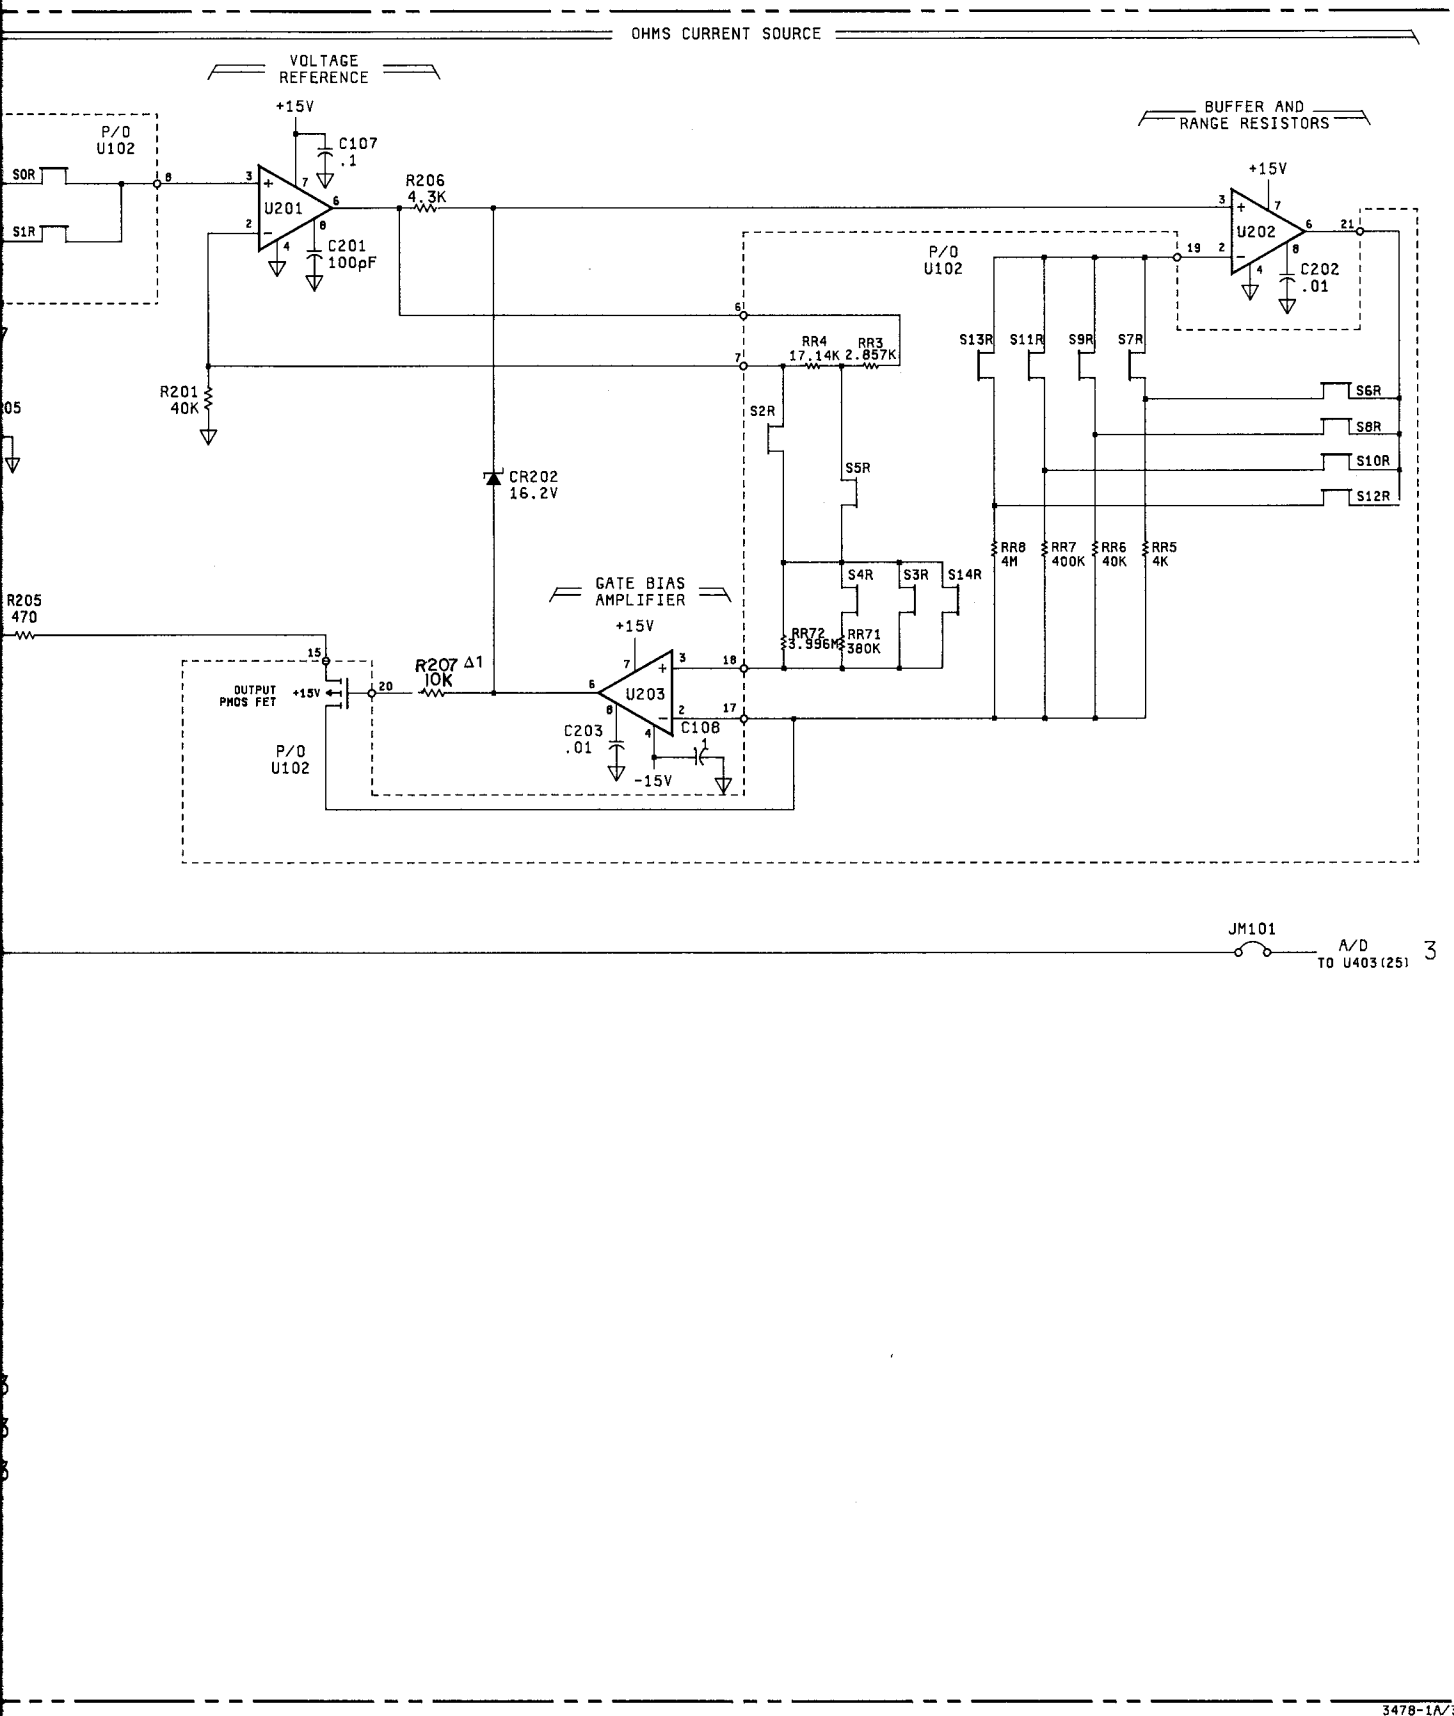 OHMS CURRENT SOURCE
VOLTAGE
REFERENCE
+15V
P/O
U102
C107
.1
BUFFER AND
RANGE RESISTORS
+15V
S0R
8
3
+
7
R206
4.3K
6
U201
S1R
2
-
4
8
C201
100pF
3
+
7
U202
6
21
P/O
U102
19
2
-
4
8
C202
.01
6
RR4
17.14K
RR3
2.857K
S13R
S11R
S9R
S7R
7
R201
40K
S2R
S6R
S8R
S10R
S12R
CR202
16.2V
S5R
RR8
4M
RR7
400K
RR6
40K
RR5
4K
GATE BIAS
AMPLIFIER
+15V
S4R
S3R
S14R
R205
470
RR72
3.996M
RR71
380K
15
R207 Δ1
10K
7
3
+
18
OUTPUT
PMOS FET
+15V
20
6
U203
17
2
-
C108
.1
8
4
C203
.01
P/O
U102
-15V
JM101
A/D
TO U403(25)
3